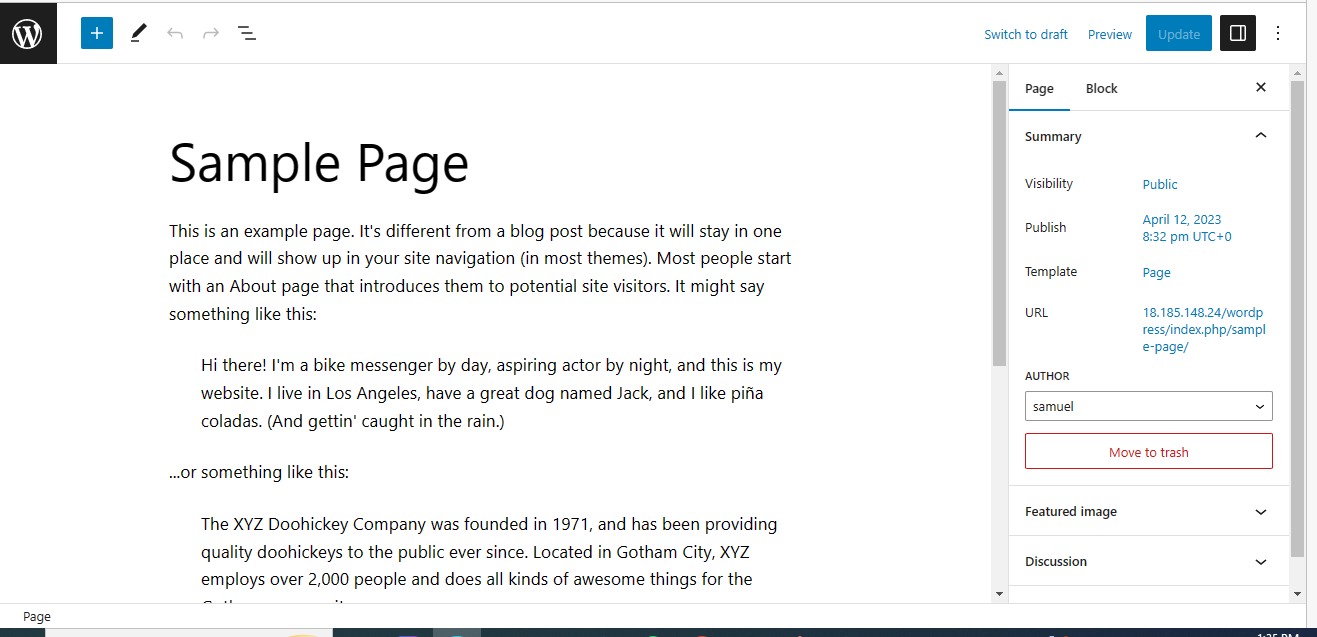 Switch to draft Preview Update
Sample Page
This is an example page. It's different from a blog post because it will stay in one
place and will show up in your site navigation (in most themes). Most people start
with an About page that introduces them to potential site visitors. It might say
something like this:
Hi there! I'm a bike messenger by day, aspiring actor by night, and this is my
website. I live in Los Angeles, have a great dog named Jack, and I like piña
coladas. (And gettin' caught in the rain.)
...or something like this:
The XYZ Doohickey Company was founded in 1971, and has been providing
quality doohickeys to the public ever since. Located in Gotham City, XYZ
employs over 2,000 people and does all kinds of awesome things for the
Page Block
Summary
Visibility Public
Publish April 12, 2023
8:32 pm UTC+0
Template Page
URL 18.185.148.24/wordp
ress/index.php/sampl
e-page/
AUTHOR
samuel
Move to trash
Featured image
Discussion
Page